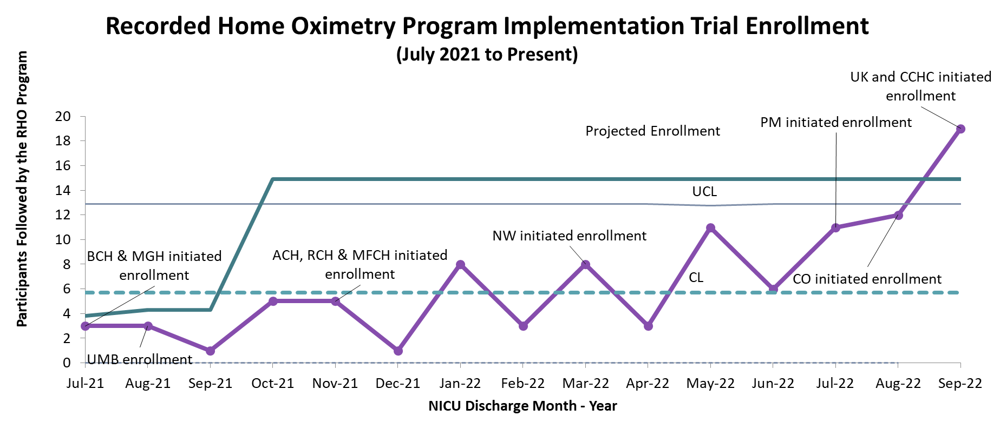 Recorded Home Oximetry Program Implementation Trial Enrollment
(July 2021 to Present)
Participants Followed by the RHO Program
UK and CCHC initiated
enrollment
PM initiated enrollment
Projected Enrollment
UCL
NW initiated enrollment
ACH, RCH & MFCH initiated
enrollment
BCH & MGH initiated
enrollment
CL
CO initiated enrollment
UMB enrollment
20
18
16
14
12
10
8
6
4
2
0
Jul-21 Aug-21 Sep-21 Oct-21 Nov-21 Dec-21 Jan-22 Feb-22 Mar-22 Apr-22 May-22 Jun-22 Jul-22 Aug-22 Sep-22
NICU Discharge Month - Year